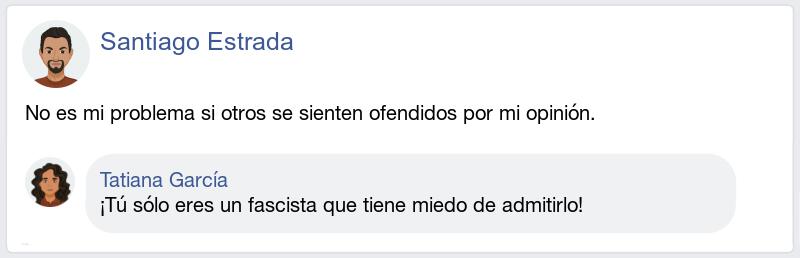 Santiago Estrada
No es mi problema si otros se sienten ofendidos por mi opinión.
Tatiana García
¡Tú sólo eres un fascista que tiene miedo de admitirlo!